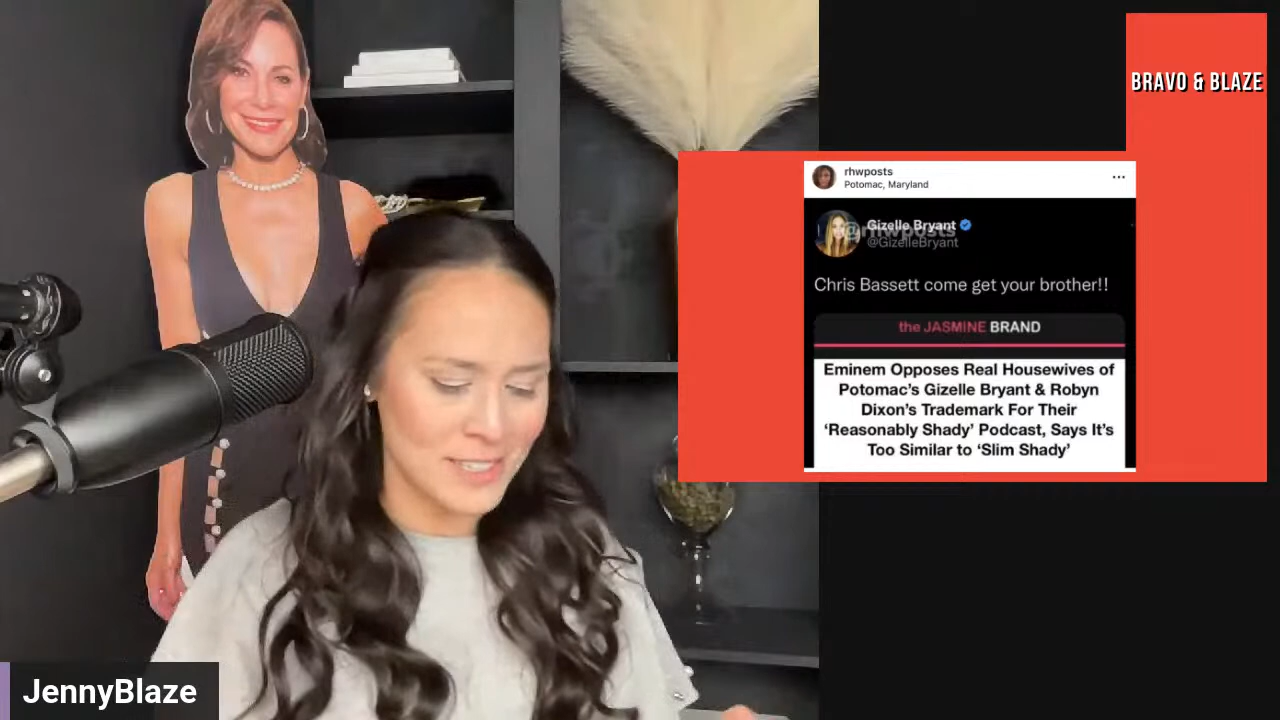 BRAVO & BLAZE
rhwposts
Potomac, Maryland
@rhwposts
Gizelle Bryant
@GizelleBryant
Chris Bassett come get your brother!!
the JASMINE BRAND
Eminem Opposes Real Housewives of
Potomac's Gizelle Bryant & Robyn
Dixon's Trademark For Their
'Reasonably Shady' Podcast, Says It's
Too Similar to 'Slim Shady'
JennyBlaze